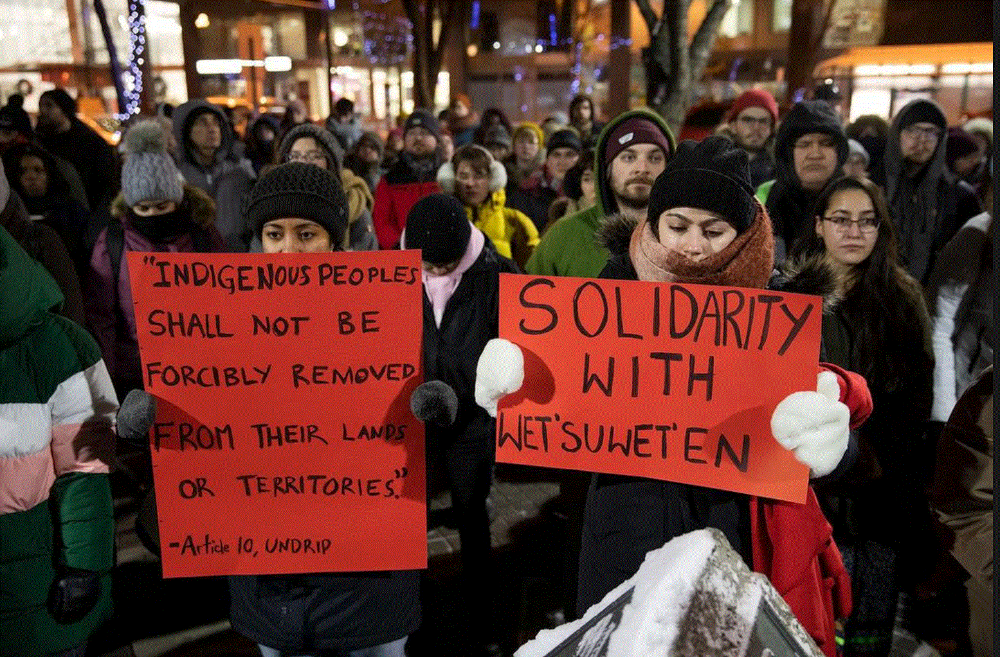 "INDIGENOUS PEOPLES
SHALL NOT BE
FORCIBLY REMOVED
FROM THEIR LANDS
OR TERRITORIES."
-Article 10, UNDRIP
SOLIDARITY
WITH
WET'SUWET'EN